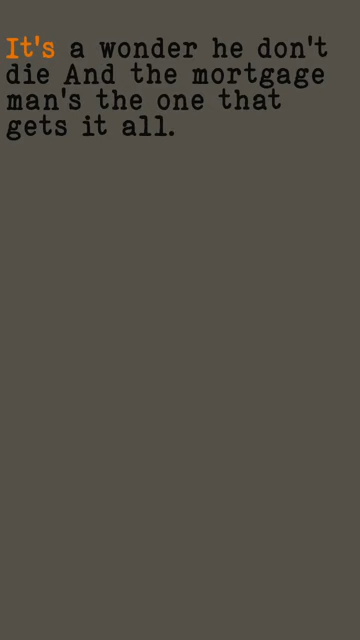 It's a wonder he don't
die And the mortgage
man's the one that
gets it all.